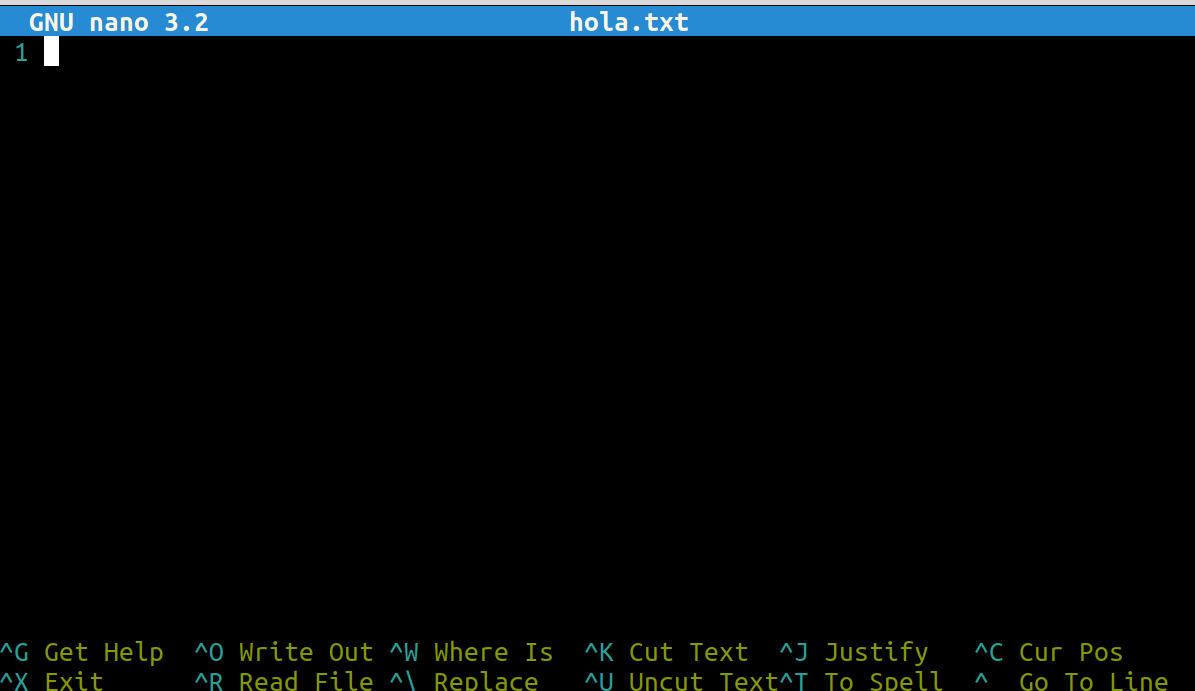 GNU nano 3.2 hola.txt
1
^G Get Help ^O Write Out ^W Where Is ^K Cut Text ^J Justify ^C Cur Pos
^X Exit ^R Read File ^\ Replace ^U Uncut Text ^T To Spell ^ Go To Line